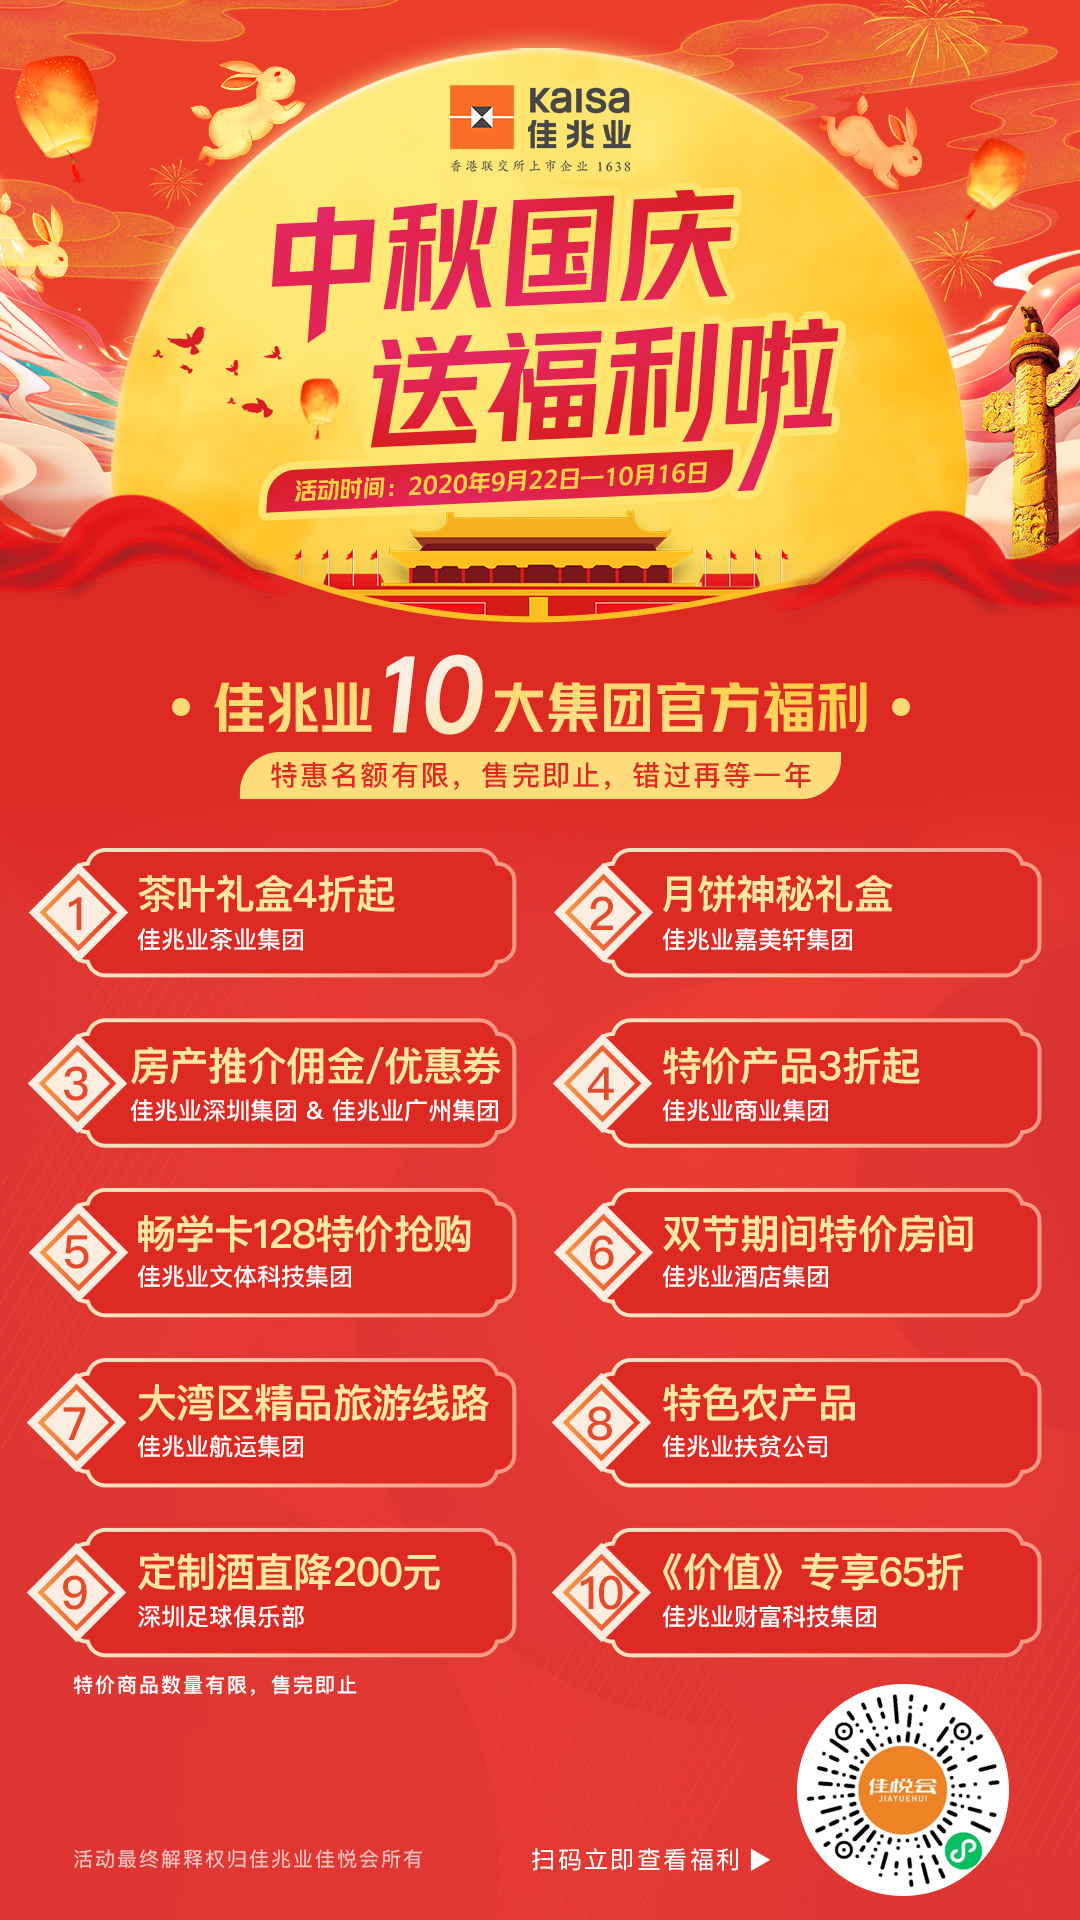 Kaisa
佳兆业
香港联交所上市企业 1638
中秋国庆
送福利啦
活动时间：2020年9月22日—10月16日
佳兆业10大集团官方福利
特惠名额有限，售完即止，错过再等一年
1
茶叶礼盒4折起
佳兆业茶业集团
2
月饼神秘礼盒
佳兆业嘉美轩集团
3
房产推介佣金/优惠券
佳兆业深圳集团 & 佳兆业广州集团
4
特价产品3折起
佳兆业商业集团
5
畅学卡128特价抢购
佳兆业文体科技集团
6
双节期间特价房间
佳兆业酒店集团
7
大湾区精品旅游线路
佳兆业航运集团
8
特色农产品
佳兆业扶贫公司
9
定制酒直降200元
深圳足球俱乐部
10
《价值》专享65折
佳兆业财富科技集团
特价商品数量有限，售完即止
佳悦会
JIAYUEHUI
活动最终解释权归佳兆业佳悦会所有
扫码立即查看福利